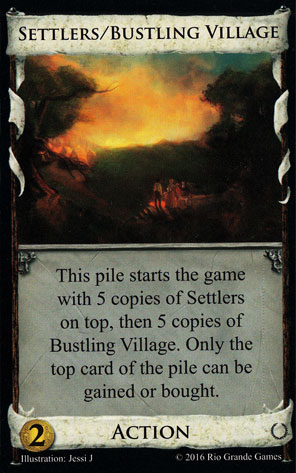 SETTLERS/BUSTLING VILLAGE
This pile starts the game
with 5 copies of Settlers
on top, then 5 copies of
Bustling Village. Only the
top card of the pile can be
gained or bought.
2
ACTION
Illustration: Jessi J
© 2016 Rio Grande Games